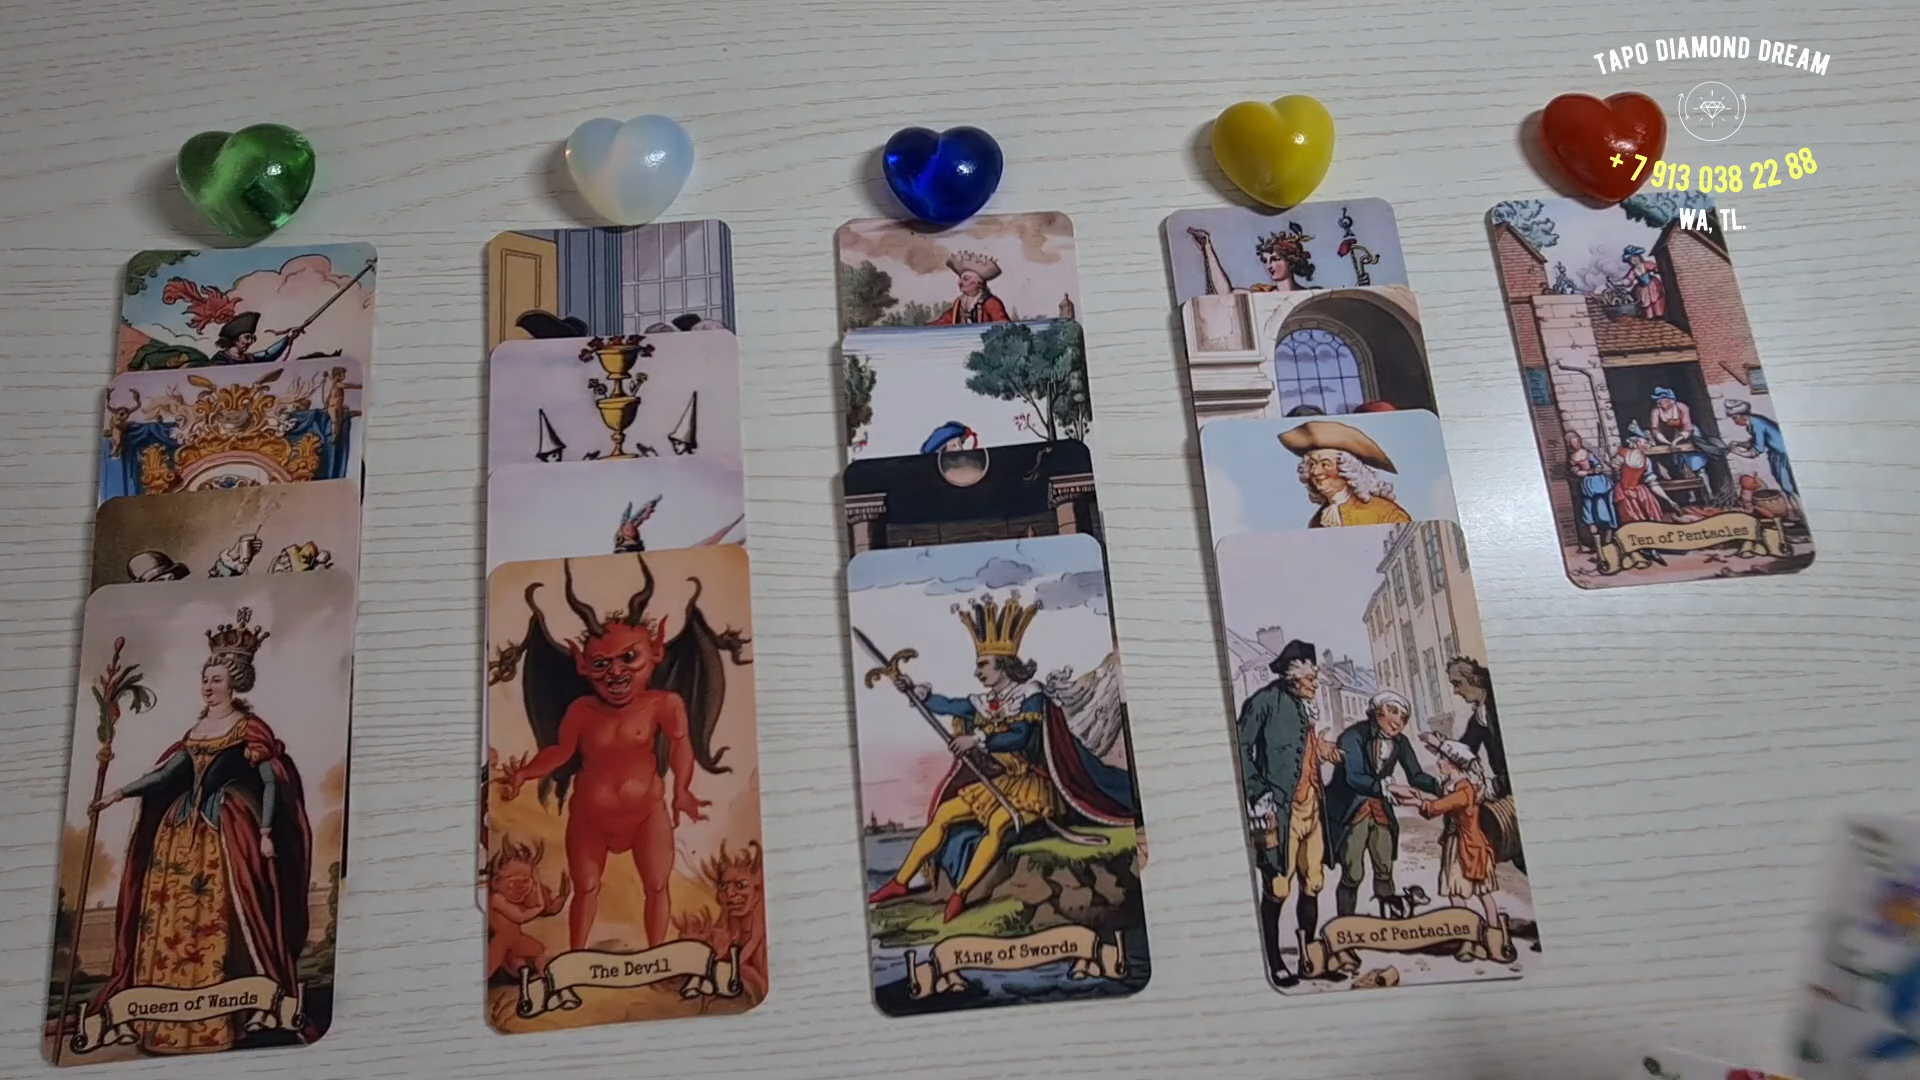 TAPO DIAMOND DREAM
+ 7 913 038 22 88
WA, TL.
Ten of Pentacles
Six of Pentacles
King of Swords
The Devil
Queen of Wands